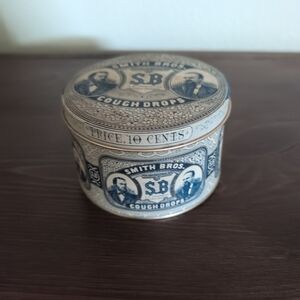 SMITH BROS.
S.B
COUGH DROPS
PRICE, 10 CENTS
SMITH BROS.
S.B
COUGH DROPS